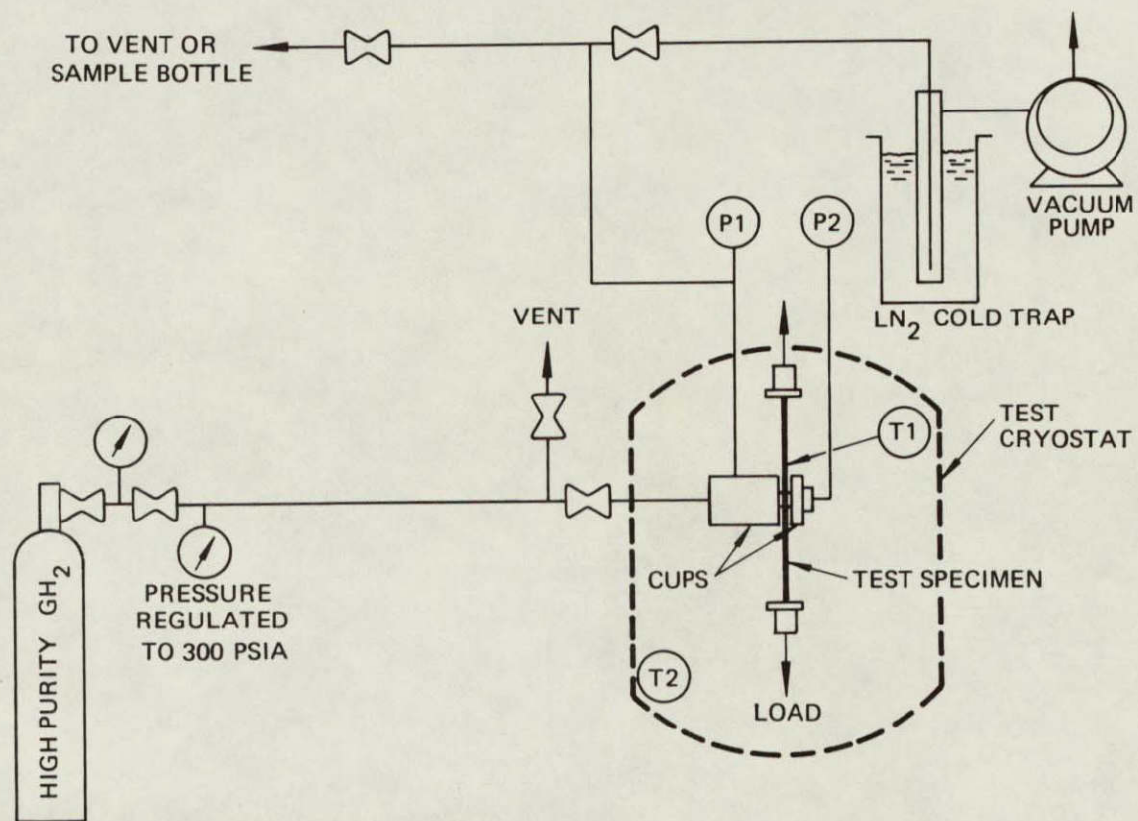 TO VENT OR
SAMPLE BOTTLE
VACUUM
PUMP
P1
P2
LN2 COLD TRAP
VENT
T1
TEST
CRYOSTAT
HIGH PURITY GH2
PRESSURE
REGULATED
TO 300 PSIA
CUPS
TEST SPECIMEN
T2
LOAD